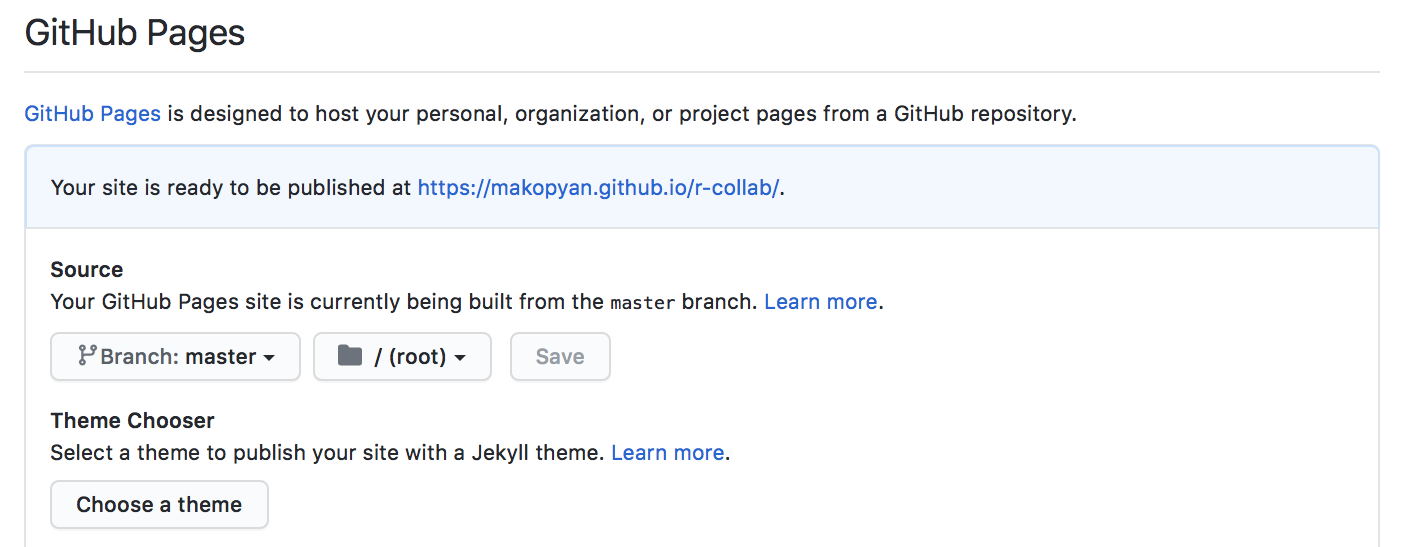 GitHub Pages
GitHub Pages is designed to host your personal, organization, or project pages from a GitHub repository.
Your site is ready to be published at https://makopyan.github.io/r-collab/.
Source
Your GitHub Pages site is currently being built from the master branch. Learn more.
Branch: master / (root) Save
Theme Chooser
Select a theme to publish your site with a Jekyll theme. Learn more.
Choose a theme